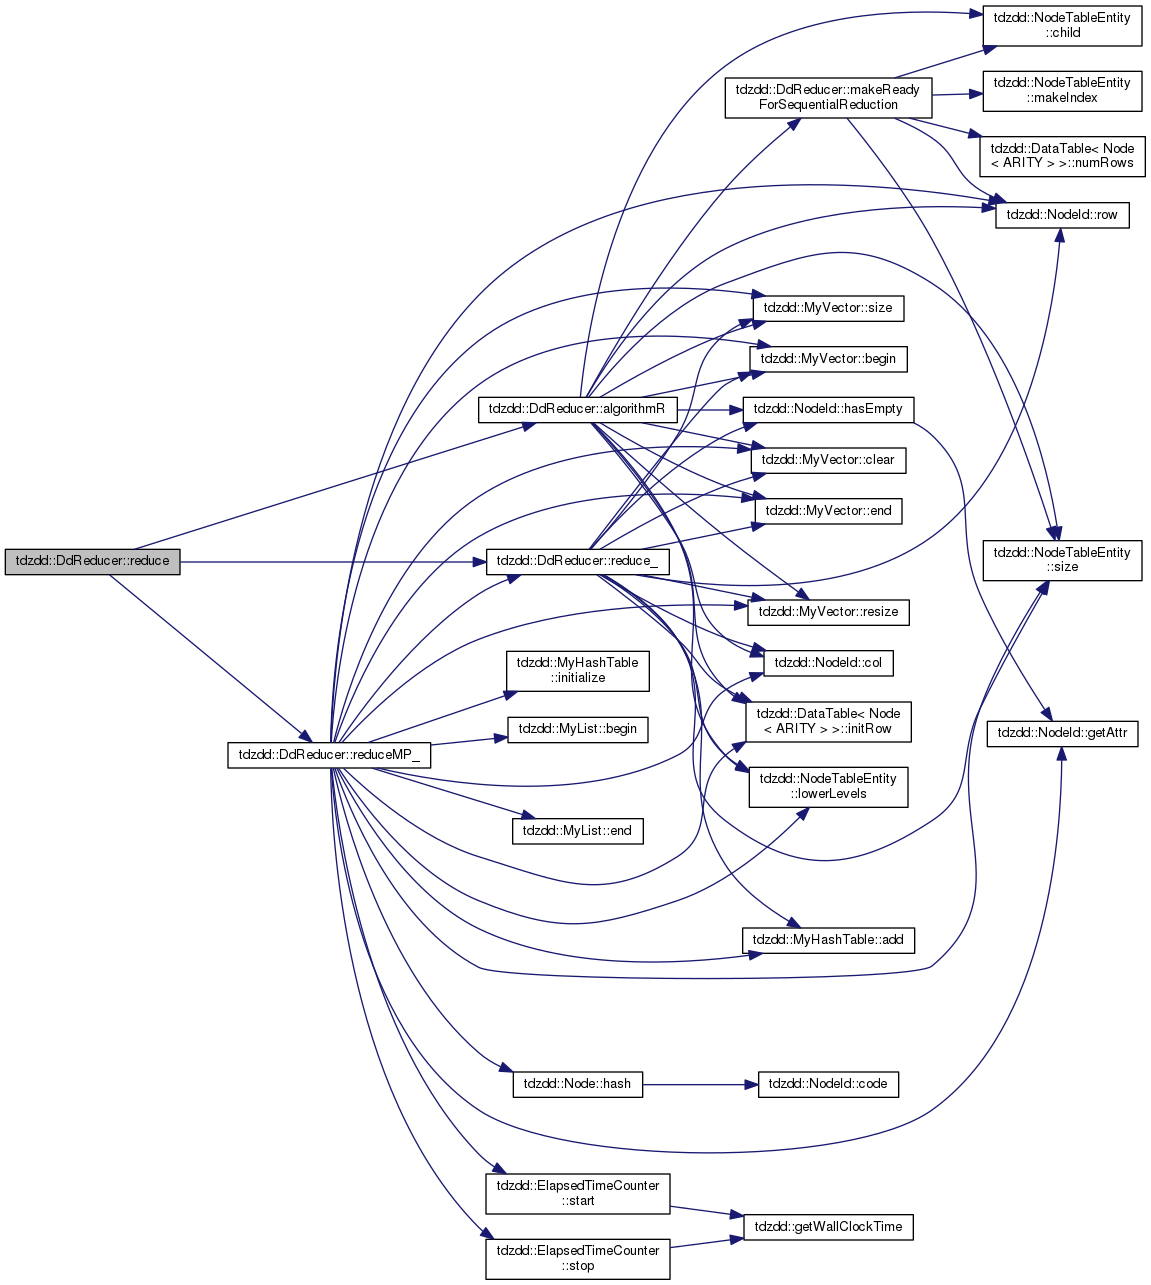 tdzdd::NodeTableEntity
::child
tdzdd::DdReducer::makeReady
ForSequentialReduction
tdzdd::NodeTableEntity
::makeIndex
tdzdd::DataTable< Node
< ARITY > >::numRows
tdzdd::NodeId::row
tdzdd::MyVector::size
tdzdd::MyVector::begin
tdzdd::DdReducer::algorithmR
tdzdd::NodeId::hasEmpty
tdzdd::MyVector::clear
tdzdd::MyVector::end
tdzdd::DdReducer::reduce
tdzdd::DdReducer::reduce_
tdzdd::NodeTableEntity
::size
tdzdd::MyVector::resize
tdzdd::MyHashTable
::initialize
tdzdd::NodeId::col
tdzdd::MyList::begin
tdzdd::DataTable< Node
< ARITY > >::initRow
tdzdd::NodeId::getAttr
tdzdd::DdReducer::reduceMP_
tdzdd::NodeTableEntity
::lowerLevels
tdzdd::MyList::end
tdzdd::MyHashTable::add
tdzdd::Node::hash
tdzdd::NodeId::code
tdzdd::ElapsedTimeCounter
::start
tdzdd::getWallClockTime
tdzdd::ElapsedTimeCounter
::stop